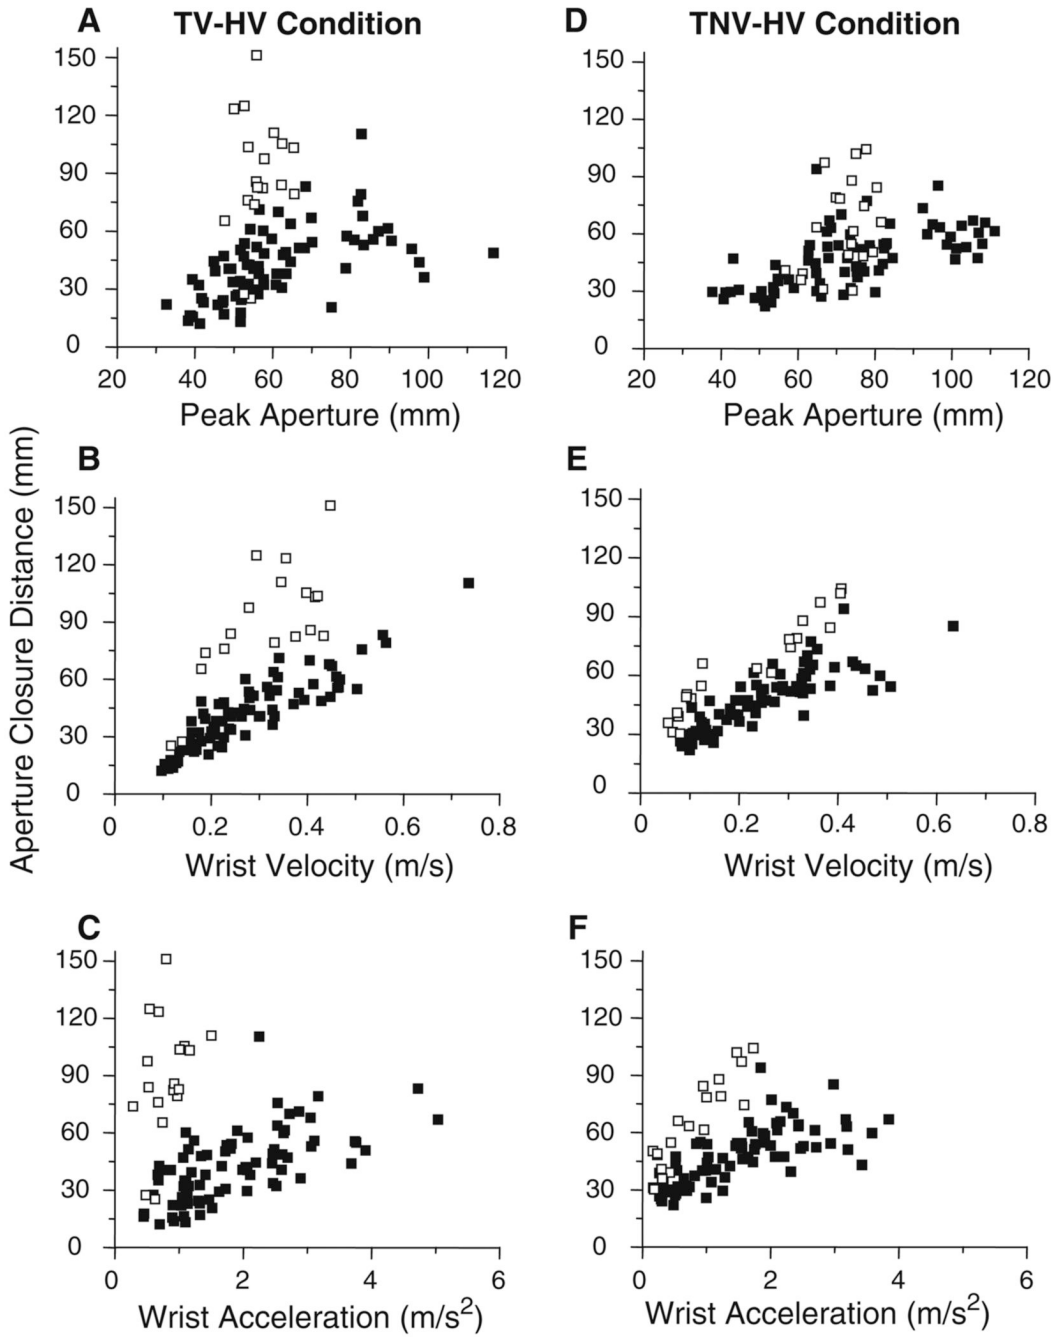 A TV-HV Condition
D TNV-HV Condition
150
120
90
60
30
0
20 40 60 80 100 120
Peak Aperture (mm)
150
120
90
60
30
0
20 40 60 80 100 120
Peak Aperture (mm)
Aperture Closure Distance (mm)
B
150
120
90
60
30
0
0 0.2 0.4 0.6 0.8
Wrist Velocity (m/s)
E
150
120
90
60
30
0
0 0.2 0.4 0.6 0.8
Wrist Velocity (m/s)
C
150
120
90
60
30
0
0 2 4 6
Wrist Acceleration (m/s²)
F
150
120
90
60
30
0
0 2 4 6
Wrist Acceleration (m/s²)